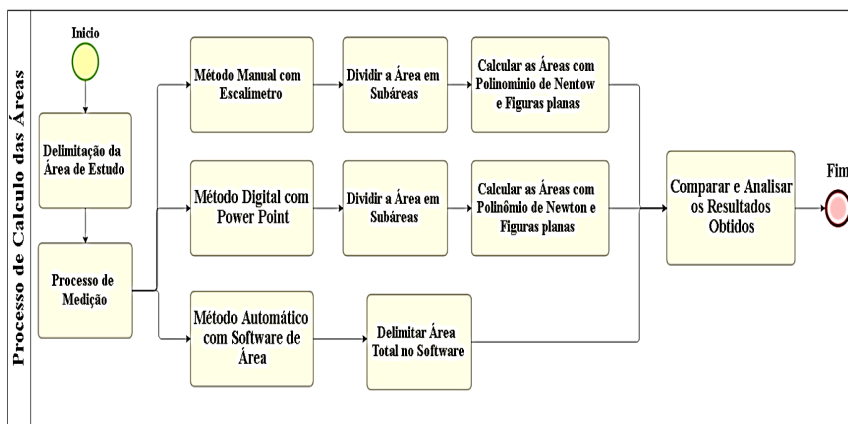 Processo de Calculo das Áreas
Inicio
Delimitação da
Área de Estudo
Processo de
Medição
Método Manual com
Escalímetro
Dividir a Área em
Subáreas
Calcular as Áreas com
Polinominio de Nentow
e Figuras planas
Método Digital com
Power Point
Dividir a Área em
Subáreas
Calcular as Áreas com
Polinômio de Newton e
Figuras planas
Método Automático
com Software de
Área
Delimitar Área
Total no Software
Comparar e Analisar
os Resultados
Obtidos
Fim